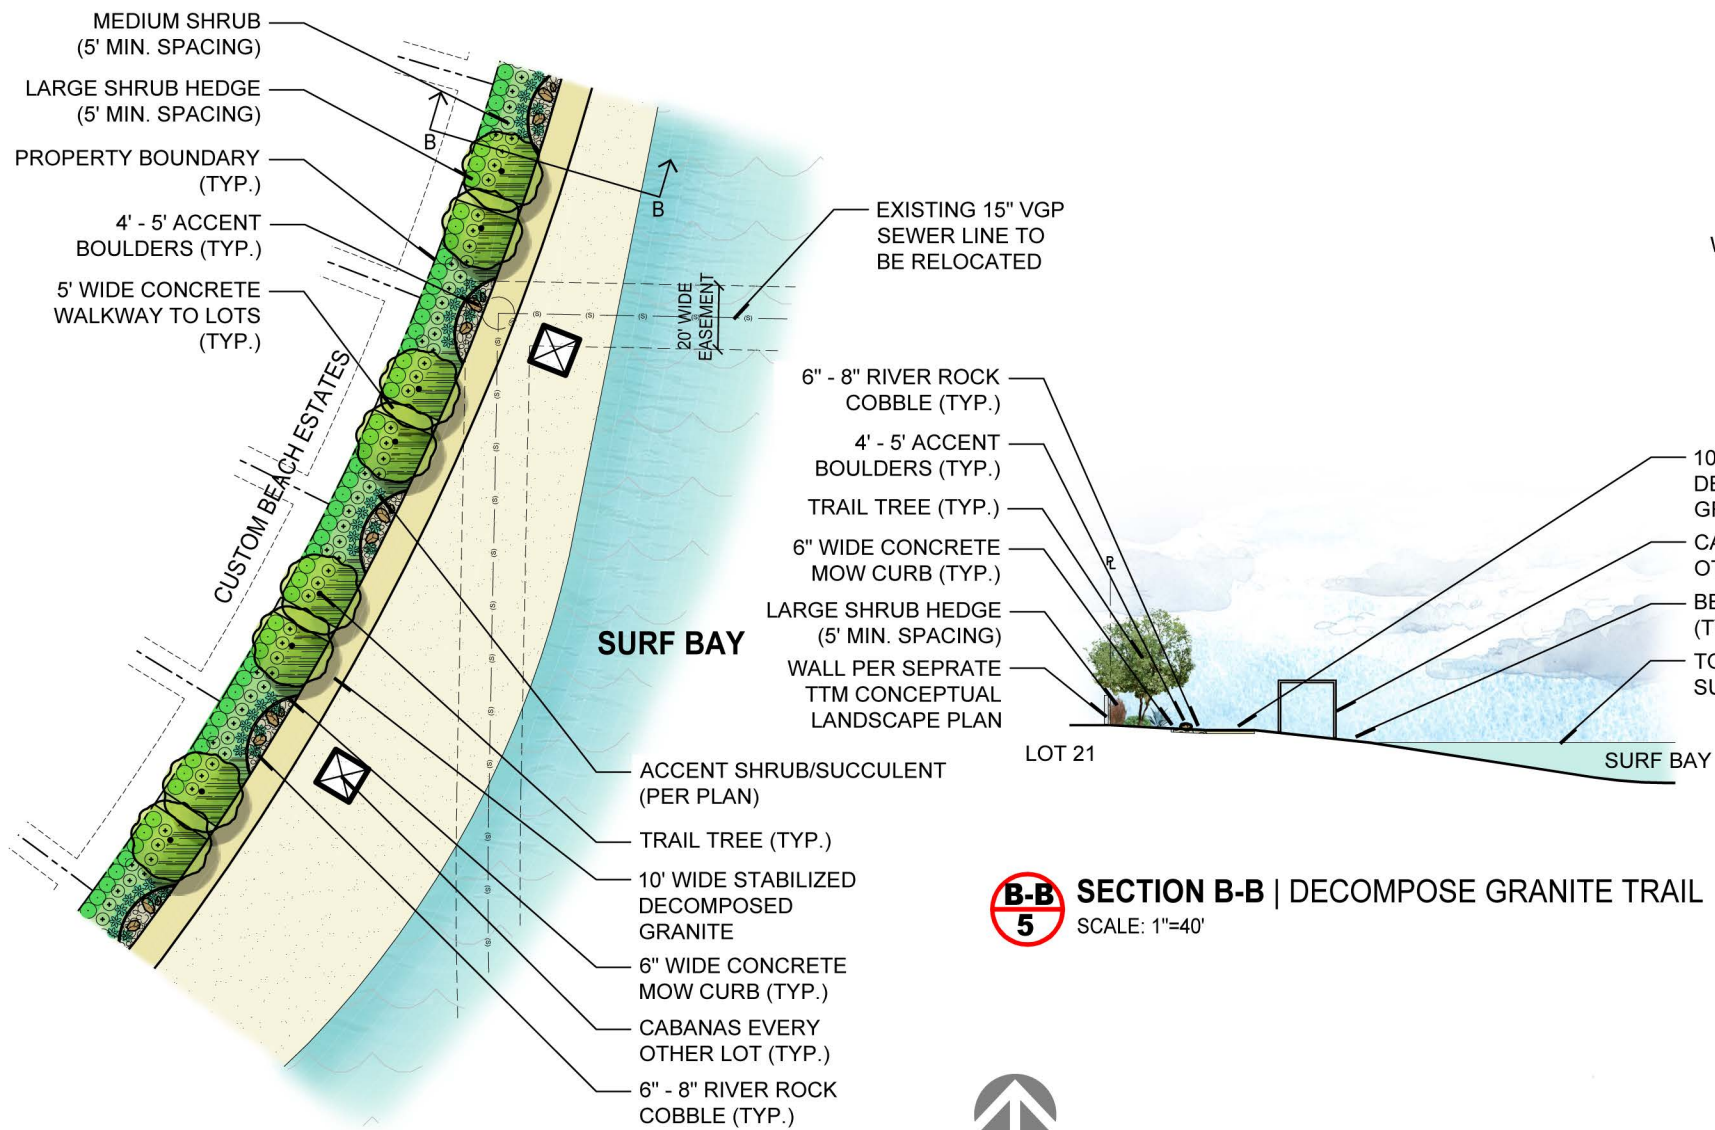 MEDIUM SHRUB
(5' MIN. SPACING)
LARGE SHRUB HEDGE
(5' MIN. SPACING)
PROPERTY BOUNDARY
(TYP.)
4' - 5' ACCENT
BOULDERS (TYP.)
5' WIDE CONCRETE
WALKWAY TO LOTS
(TYP.)
B
B
CUSTOM BEACH ESTATES
EXISTING 15" VGP
SEWER LINE TO
BE RELOCATED
20' WIDE
EASEMENT
SURF BAY
ACCENT SHRUB/SUCCULENT
(PER PLAN)
TRAIL TREE (TYP.)
10' WIDE STABILIZED
DECOMPOSED
GRANITE
6" WIDE CONCRETE
MOW CURB (TYP.)
CABANAS EVERY
OTHER LOT (TYP.)
6" - 8" RIVER ROCK
COBBLE (TYP.)
6" - 8" RIVER ROCK
COBBLE (TYP.)
4' - 5' ACCENT
BOULDERS (TYP.)
TRAIL TREE (TYP.)
6" WIDE CONCRETE
MOW CURB (TYP.)
LARGE SHRUB HEDGE
(5' MIN. SPACING)
WALL PER SEPRATE
TTM CONCEPTUAL
LANDSCAPE PLAN
LOT 21
10
BE
(T
SURF BAY
B-B
5
SECTION B-B | DECOMPOSE GRANITE TRAIL
SCALE: 1"=40'